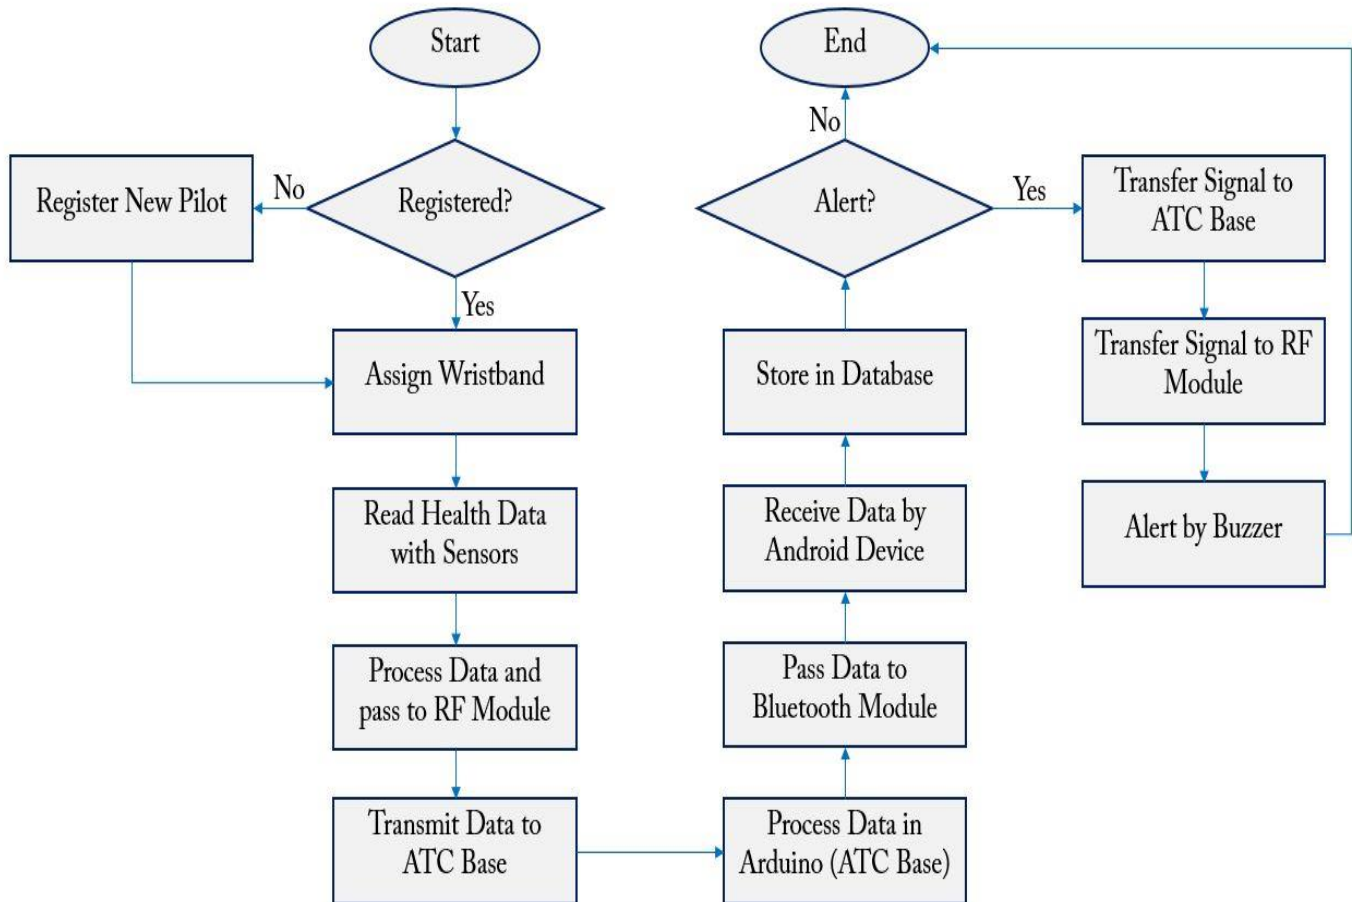 Start
Registered?
No
Register New Pilot
Yes
Assign Wristband
Read Health Data
with Sensors
Process Data and
pass to RF Module
Transmit Data to
ATC Base
Process Data in
Arduino (ATC Base)
Pass Data to
Bluetooth Module
Receive Data by
Android Device
Store in Database
Alert?
No
End
Yes
Transfer Signal to
ATC Base
Transfer Signal to RF
Module
Alert by Buzzer